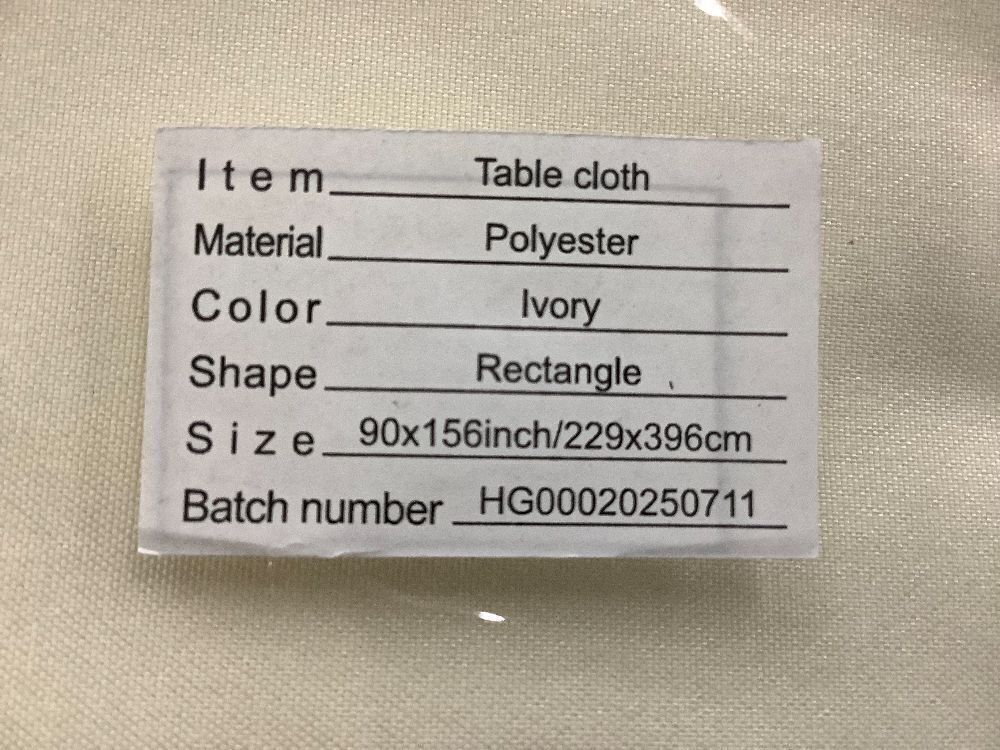 Item Table cloth
Material Polyester
Color Ivory
Shape Rectangle
Size 90x156inch/229x396cm
Batch number HG00020250711